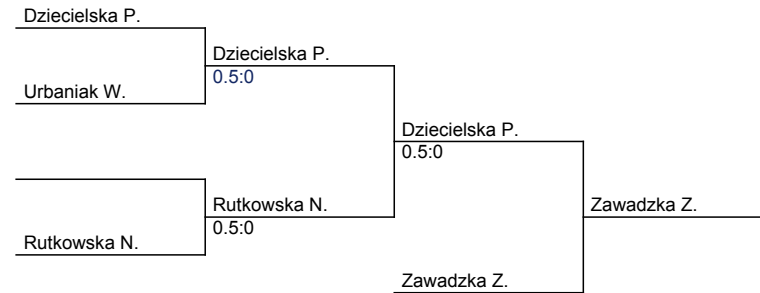 Dziecielska P.
Dziecielska P.
0.5:0
Urbaniak W.
Dziecielska P.
0.5:0
Rutkowska N.
0.5:0
Zawadzka Z.
Rutkowska N.
Zawadzka Z.